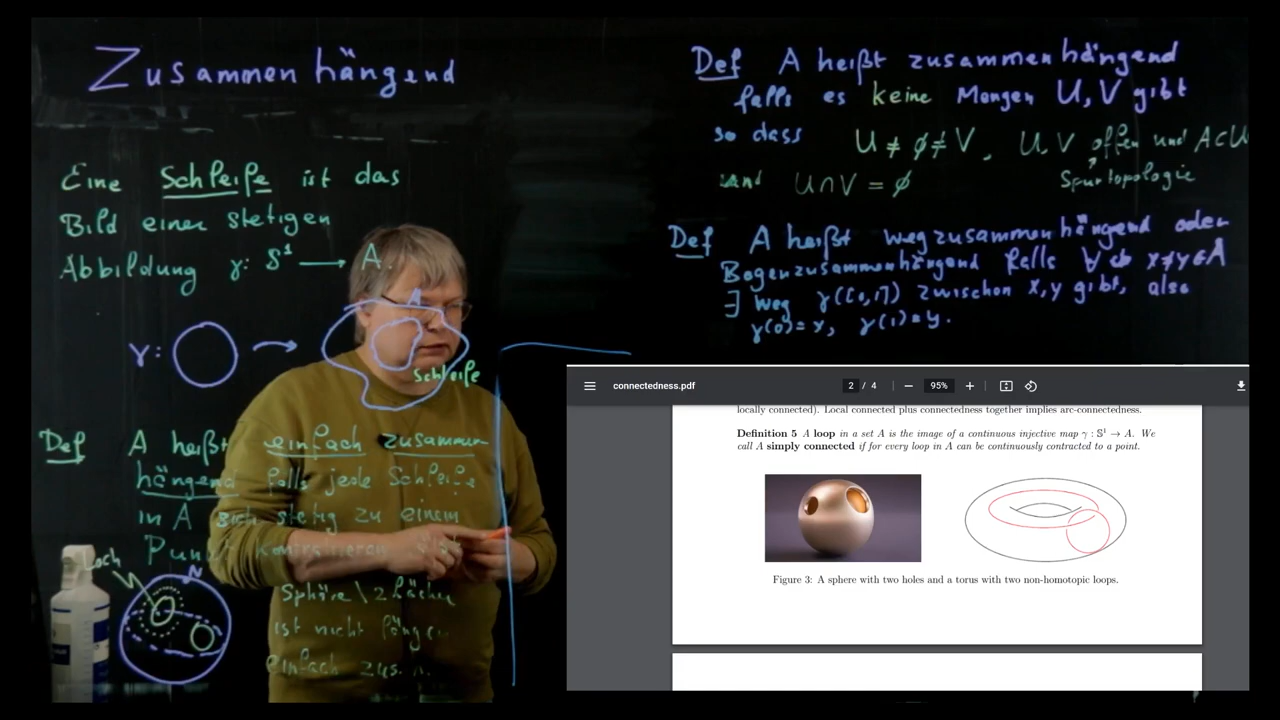 Zusammenhängend
Eine Schleife ist das
Bild einer stetigen
Abbildung γ: S¹ → A.
γ:
A
Schleife
Def A heißt einfach zusammen
hängend falls jede Schleife
in A sich stetig zu einem
Punkt kontrahieren
Loch
N
Sphäre \ 2 Löcher
ist nicht länger
einfach zus.
Def A heißt zusammenhängend
falls es keine Mengen U, V gibt
so dass U ≠ ∅ ≠ V, U, V offen und A⊂U
und U∩V = ∅ Spurtopologie
Def A heißt wegzusammenhängend oder
Bogenzusammenhängend falls ∀ x≠y∈A
∃ Weg γ([0,1]) zwischen x,y gibt, also
γ(0)=x, γ(1)=y.
connectedness.pdf 2 / 4 95%
locally connected). Local connected plus connectedness together implies arc-connectedness.
Definition 5 A loop in a set A is the image of a continuous injective map γ : S¹ → A. We
call A simply connected if for every loop in A can be continuously contracted to a point.
Figure 3: A sphere with two holes and a torus with two non-homotopic loops.